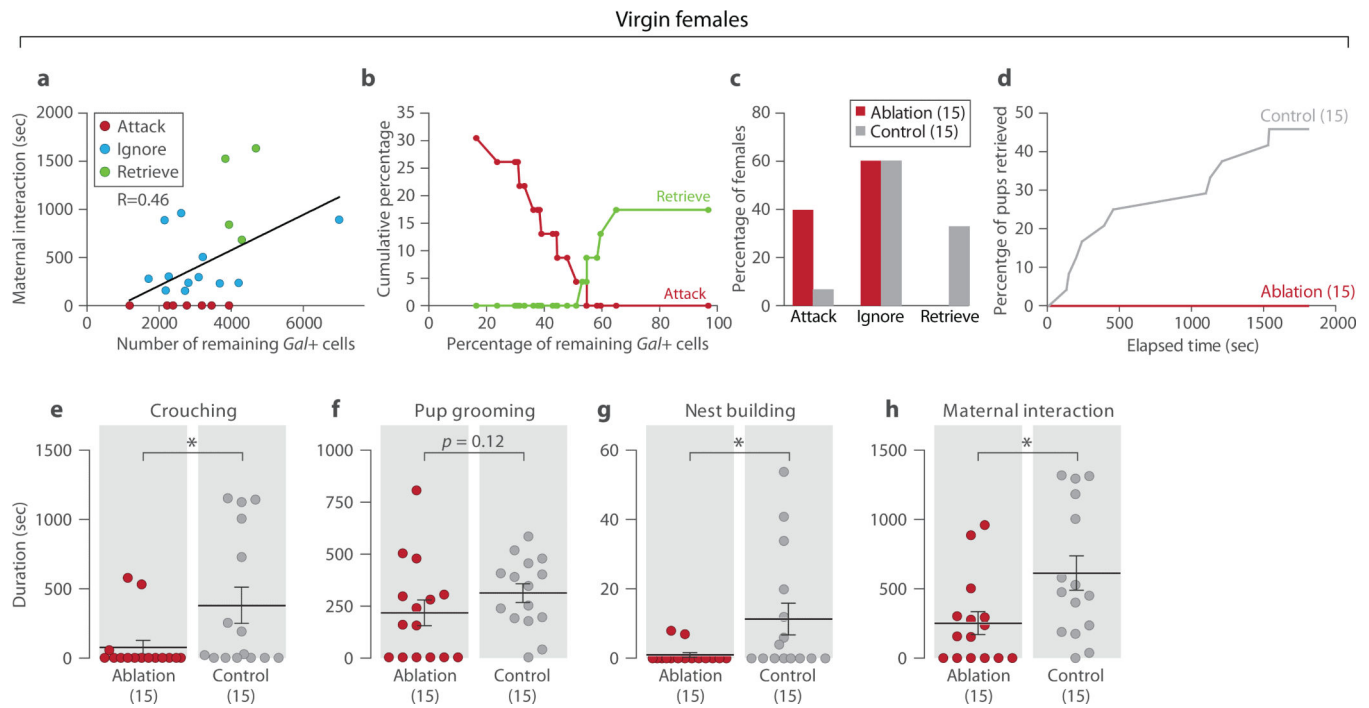 Virgin females
a
Maternal interaction (sec)
2000
1500
1000
500
0
Attack
Ignore
Retrieve
R=0.46
0
2000
4000
6000
Number of remaining Gal+ cells
b
Cumulative percentage
35
30
25
20
15
10
5
0
Retrieve
Attack
0
20
40
60
80
100
Percentage of remaining Gal+ cells
c
Percentage of females
80
60
40
20
0
Ablation (15)
Control (15)
Attack
Ignore
Retrieve
d
Percentge of pups retrieved
50
40
30
20
10
0
Control (15)
Ablation (15)
0
500
1000
1500
2000
Elapsed time (sec)
e
Crouching
Duration (sec)
1500
1000
500
0
*
Ablation
(15)
Control
(15)
f
Pup grooming
1000
750
500
250
0
p = 0.12
Ablation
(15)
Control
(15)
g
Nest building
60
40
20
0
*
Ablation
(15)
Control
(15)
h
Maternal interaction
1500
1000
500
0
*
Ablation
(15)
Control
(15)